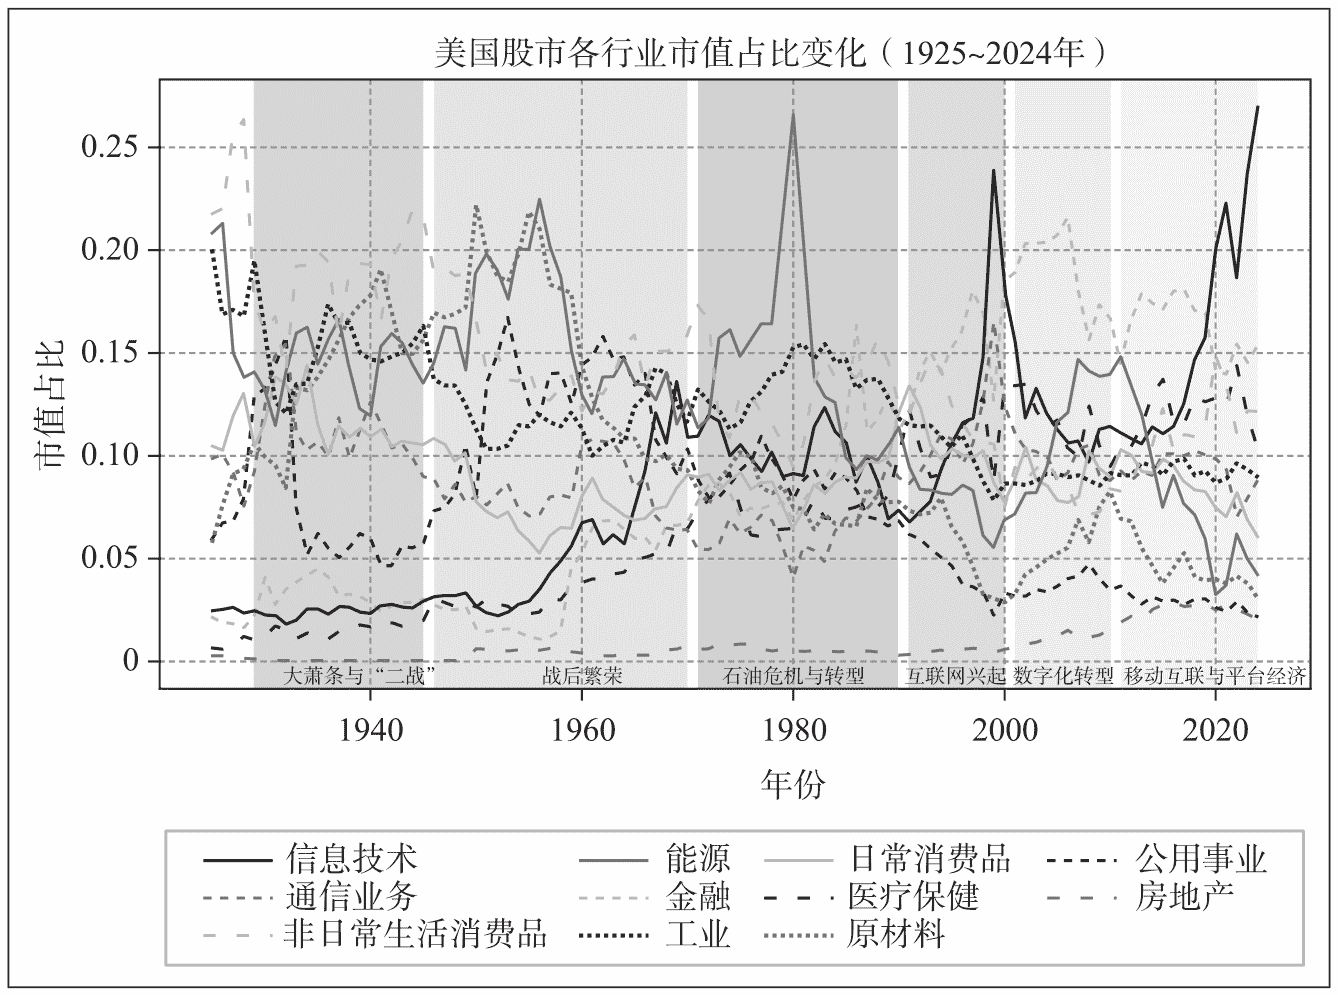 美国股市各行业市值占比变化（1925~2024年）
市值占比
0.25
0.20
0.15
0.10
0.05
0
大萧条与“二战” 战后繁荣 石油危机与转型 互联网兴起 数字化转型 移动互联与平台经济
1940 1960 1980 2000 2020
年份
信息技术 能源 日常消费品 公用事业
通信业务 金融 医疗保健 房地产
非日常生活消费品 工业 原材料